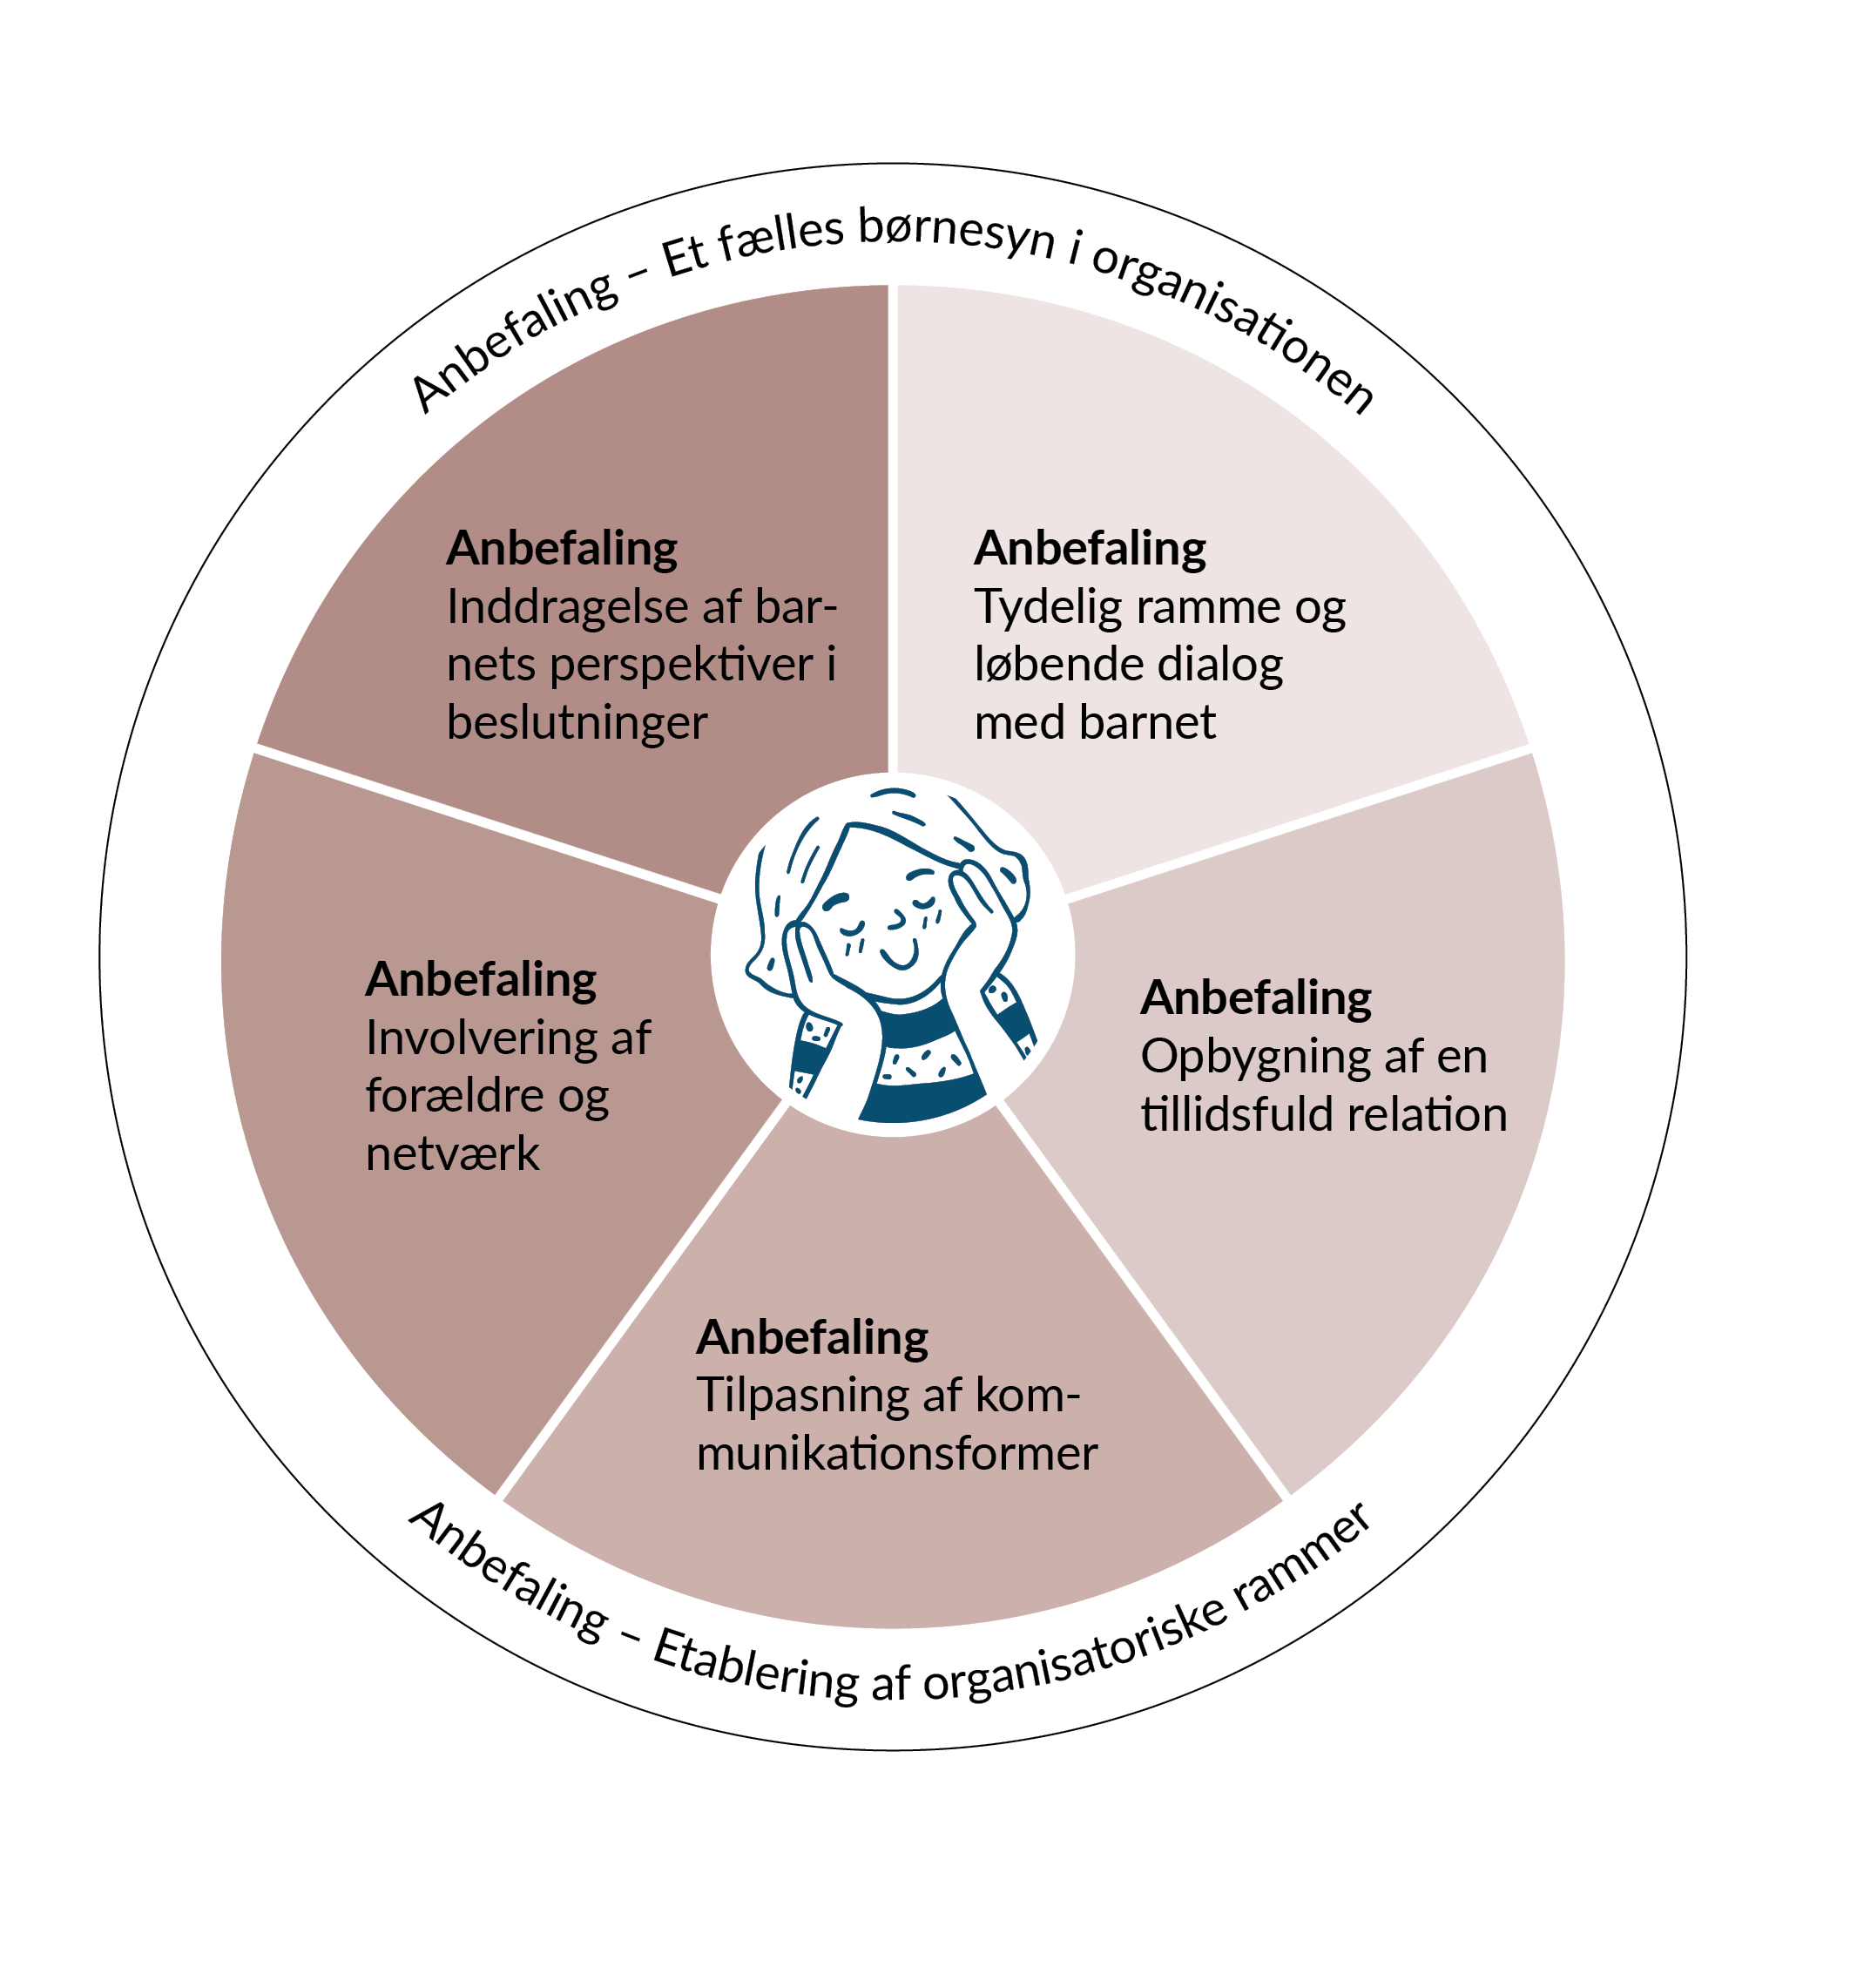 Anbefaling – Et fælles børnesyn i organisationen
Anbefaling
Inddragelse af bar-
nets perspektiver i
beslutninger
Anbefaling
Tydelig ramme og
løbende dialog
med barnet
Anbefaling
Involvering af
forældre og
netværk
Anbefaling
Opbygning af en
tillidsfuld relation
Anbefaling
Tilpasning af kom-
munikationsformer
Anbefaling – Etablering af organisatoriske rammer